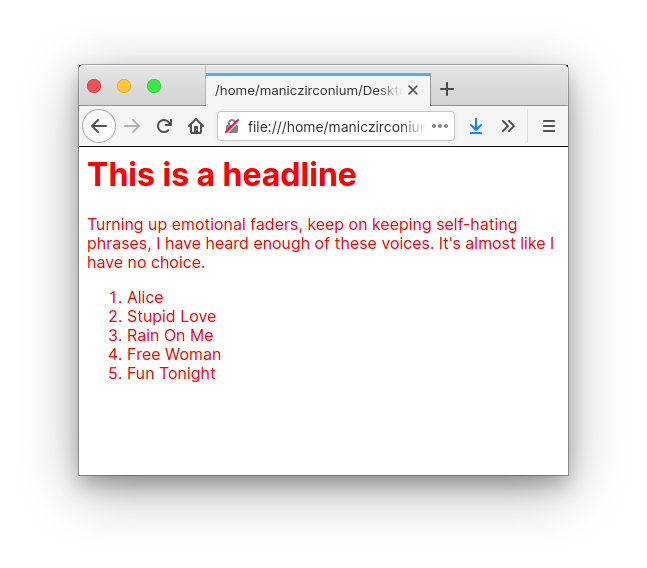 /home/maniczirconium/Deskt
file:///home/maniczirconiur
This is a headline
Turning up emotional faders, keep on keeping self-hating
phrases, I have heard enough of these voices. It's almost like I
have no choice.
1. Alice
2. Stupid Love
3. Rain On Me
4. Free Woman
5. Fun Tonight